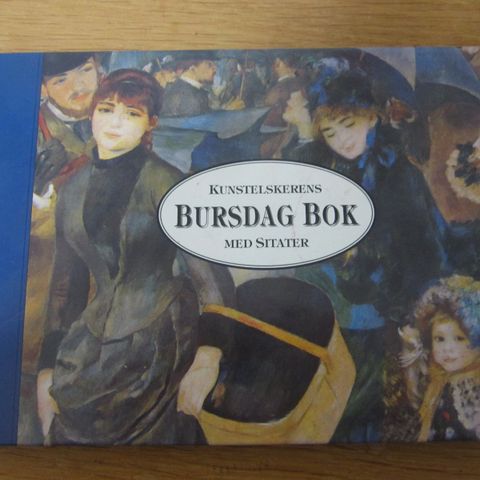 KUNSTELSKERENS
BURSDAG BOK
MED SITATER